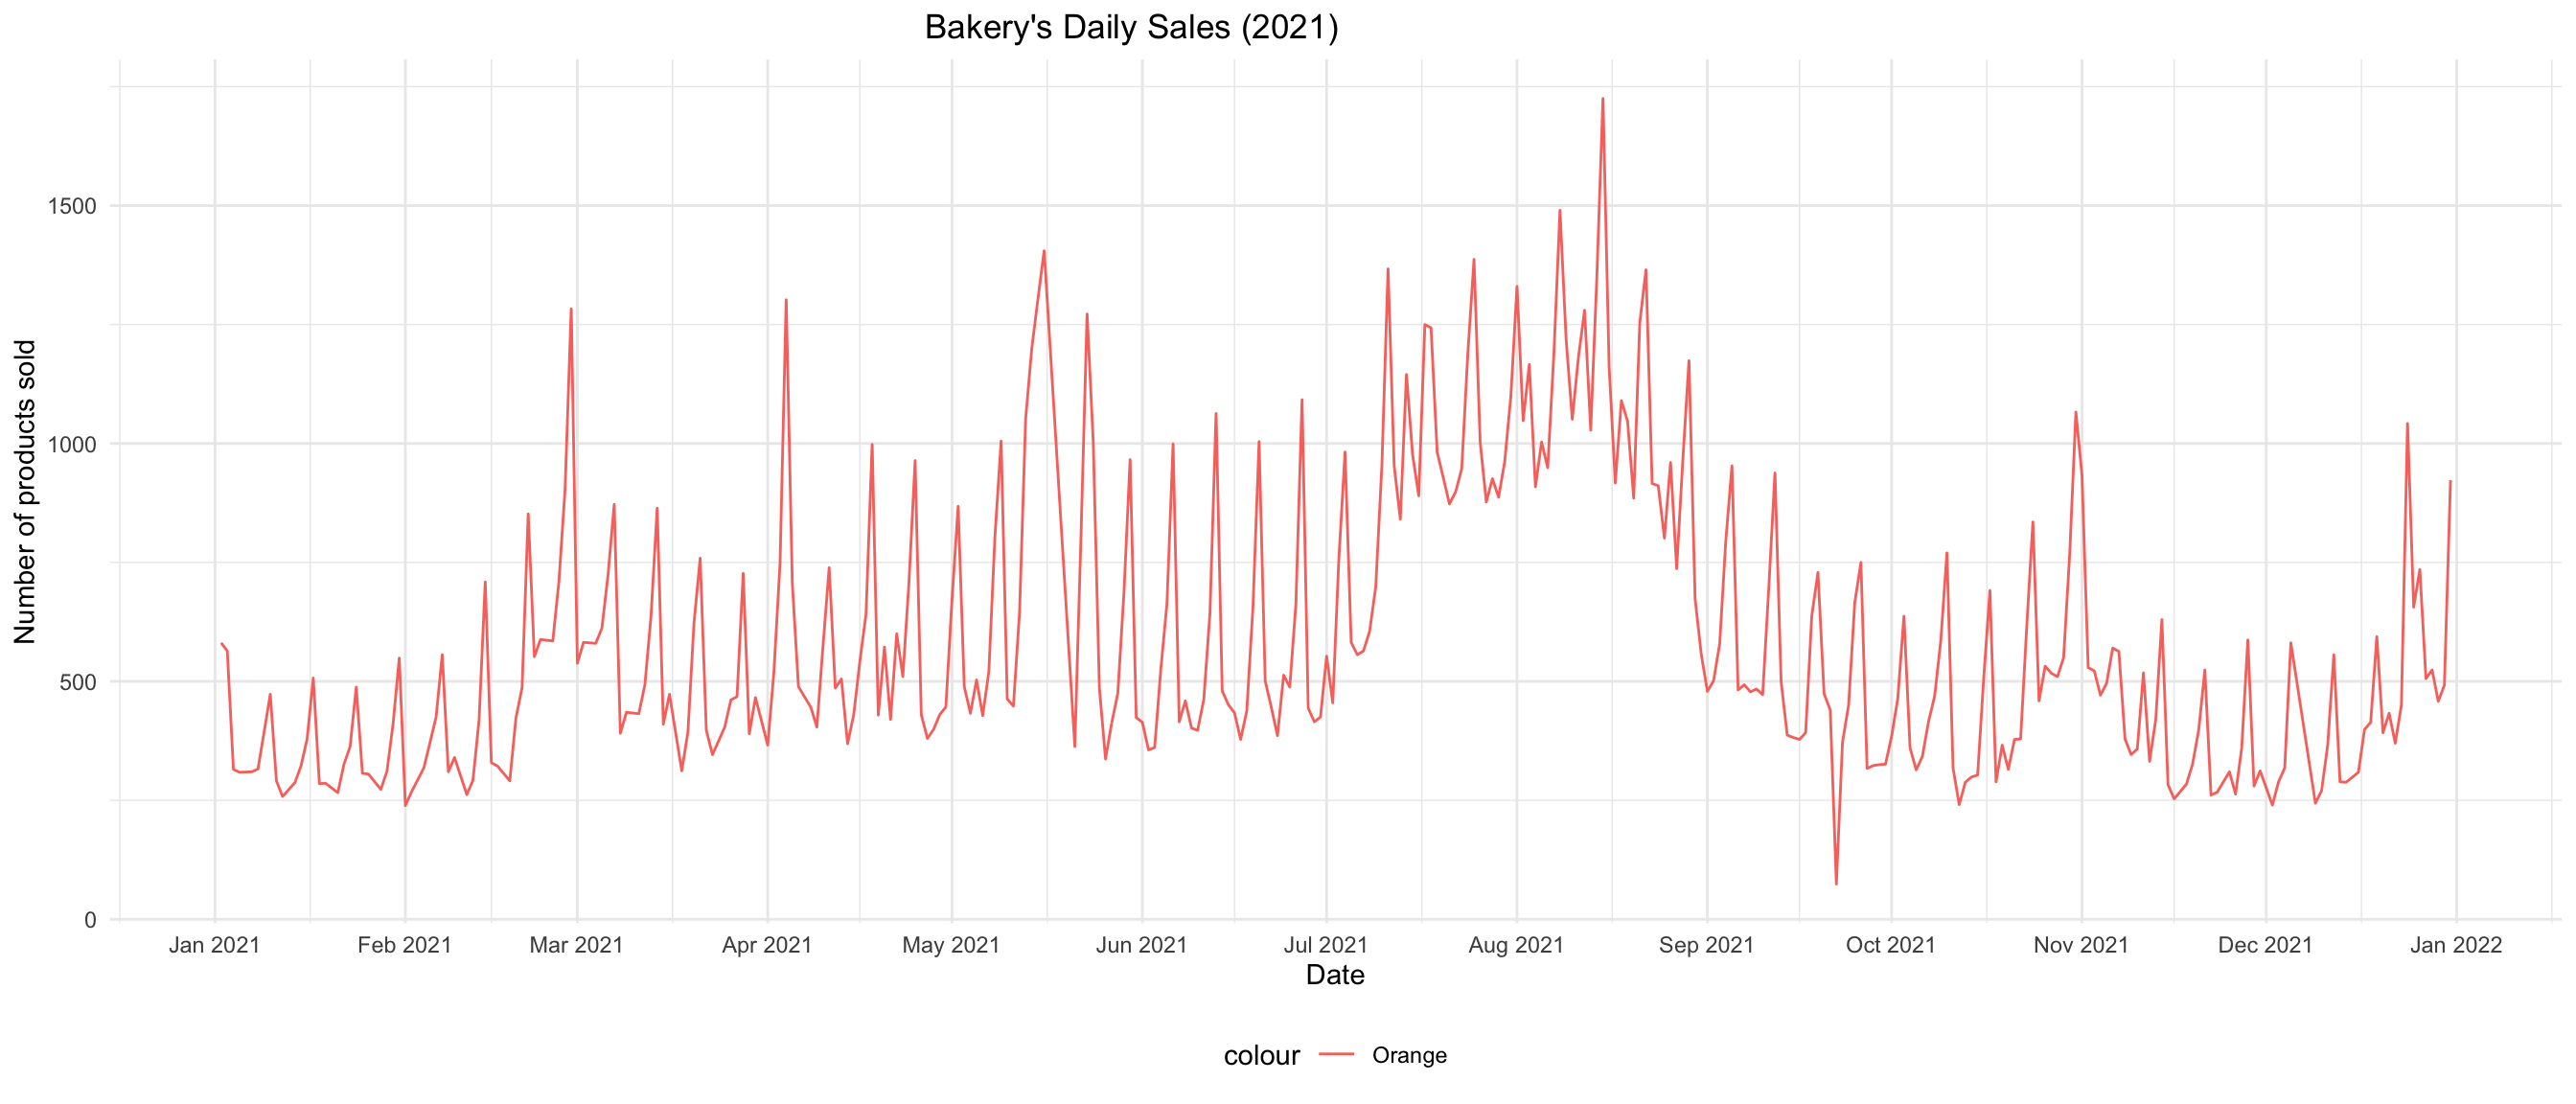 Bakery's Daily Sales (2021)
Number of products sold
1500
1000
500
0
Jan 2021 Feb 2021 Mar 2021 Apr 2021 May 2021 Jun 2021 Jul 2021 Aug 2021 Sep 2021 Oct 2021 Nov 2021 Dec 2021 Jan 2022
Date
colour Orange